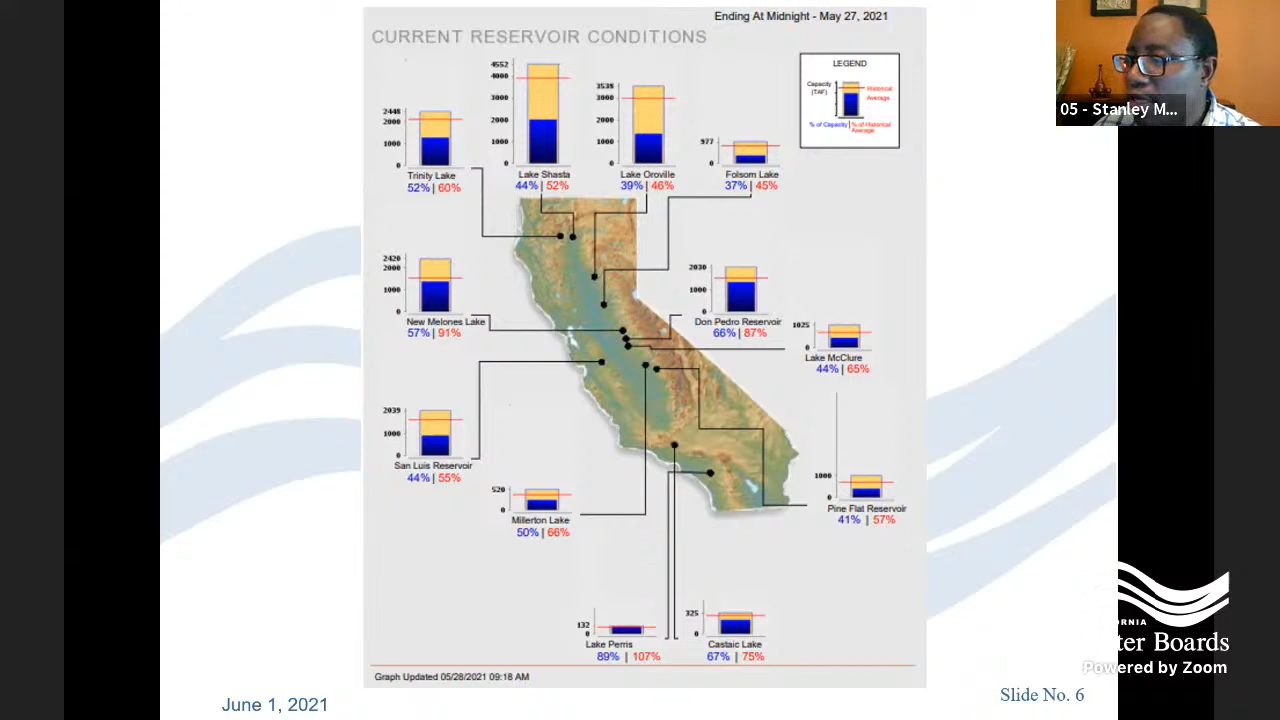 Ending At Midnight - May 27, 2021
CURRENT RESERVOIR CONDITIONS
LEGEND
Capacity
(TAF)
Historical
Average
% of Capacity | % of Historical
Average
4552
4000
3000
2000
1000
0
Lake Shasta
44% | 52%
3538
3000
1000
0
Lake Oroville
39% | 46%
2448
2000
1000
0
Trinity Lake
52% | 60%
977
0
Folsom Lake
37% | 45%
2420
2000
1000
0
New Melones Lake
57% | 91%
2030
1000
0
Don Pedro Reservoir
66% | 87%
1025
0
Lake McClure
44% | 65%
2039
1000
0
San Luis Reservoir
44% | 55%
520
0
Millerton Lake
50% | 66%
1000
0
Pine Flat Reservoir
41% | 57%
132
0
Lake Perris
89% | 107%
325
0
Castaic Lake
67% | 75%
Graph Updated 05/28/2021 09:18 AM
June 1, 2021
Slide No. 6
05 - Stanley M...
ORNIA
ter Boards
Powered by Zoom